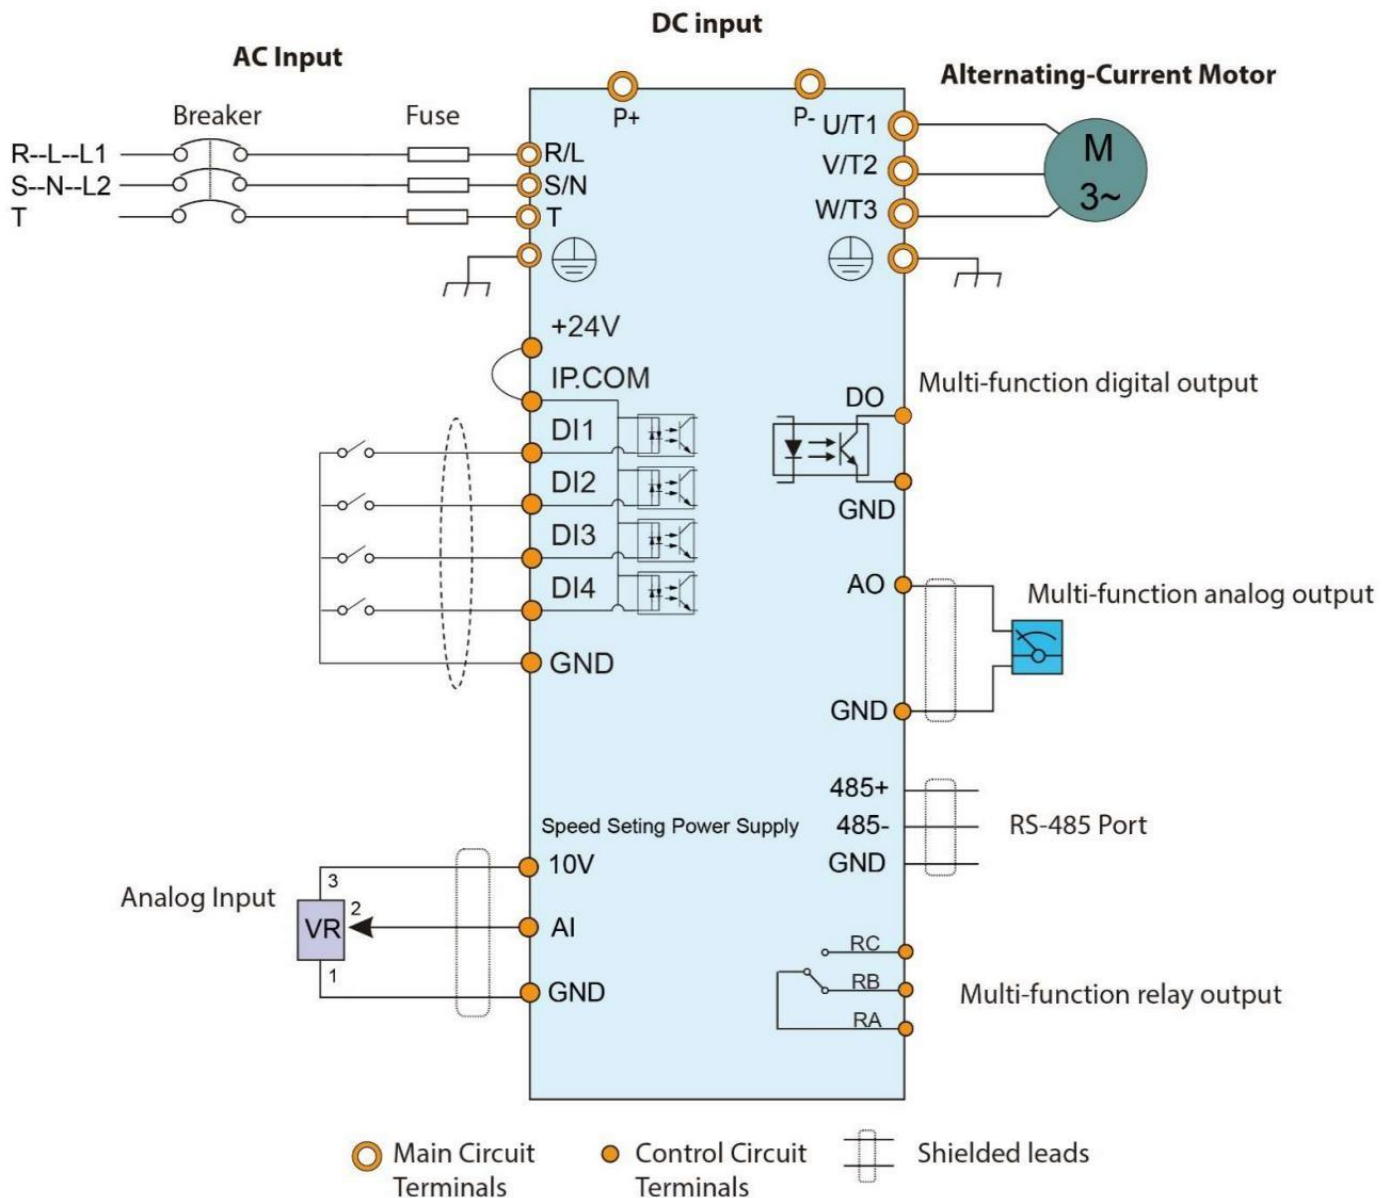 DC input
AC Input
Alternating-Current Motor
Breaker
Fuse
P+
P-
R--L--L1
S--N--L2
T
R/L
S/N
T
U/T1
V/T2
W/T3
M
3~
+24V
IP.COM
DI1
DI2
DI3
DI4
GND
DO
Multi-function digital output
GND
AO
Multi-function analog output
GND
485+
485-
GND
RS-485 Port
Speed Seting Power Supply
10V
AI
GND
Analog Input
3
2
VR
1
RC
RB
RA
Multi-function relay output
Main Circuit
Terminals
Control Circuit
Terminals
Shielded leads